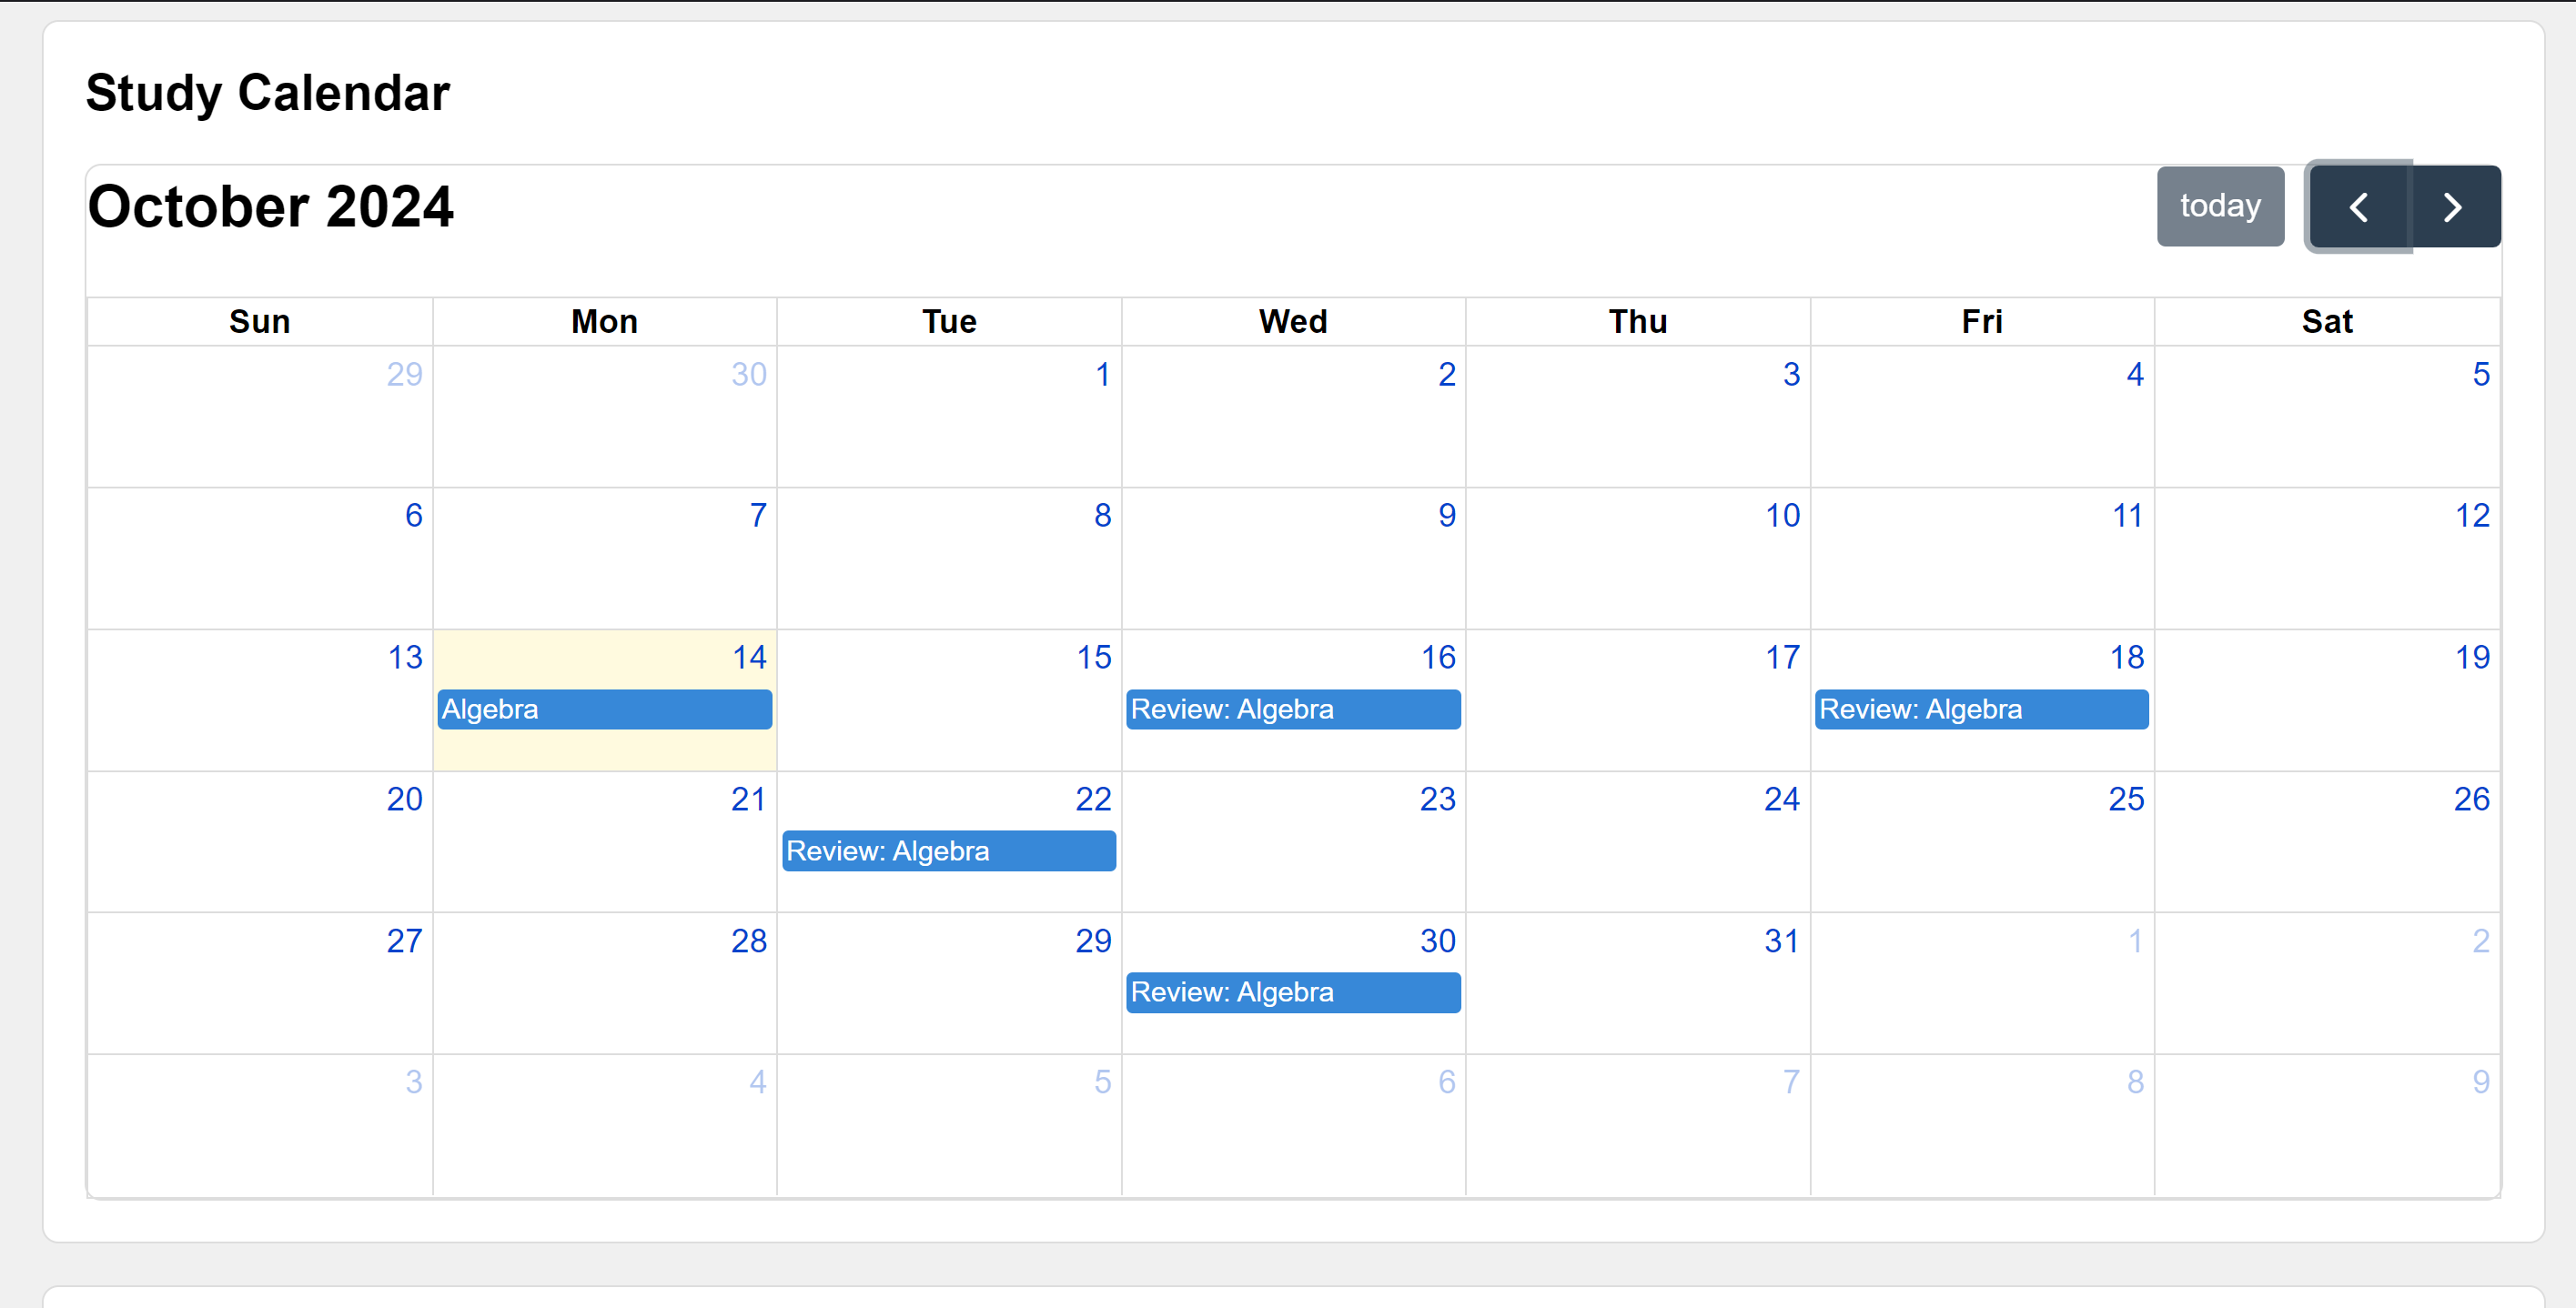 Study Calendar
October 2024
today
Sun Mon Tue Wed Thu Fri Sat
29 30 1 2 3 4 5
6 7 8 9 10 11 12
13 14 15 16 17 18 19
Algebra Review: Algebra Review: Algebra
20 21 22 23 24 25 26
Review: Algebra
27 28 29 30 31 1 2
Review: Algebra
3 4 5 6 7 8 9